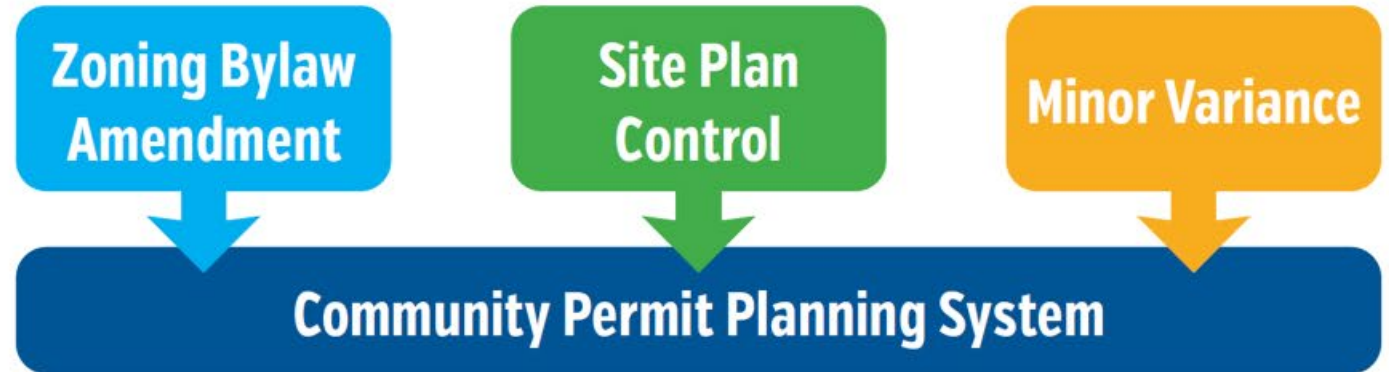 Zoning Bylaw
Amendment
Site Plan
Control
Minor Variance
Community Permit Planning System